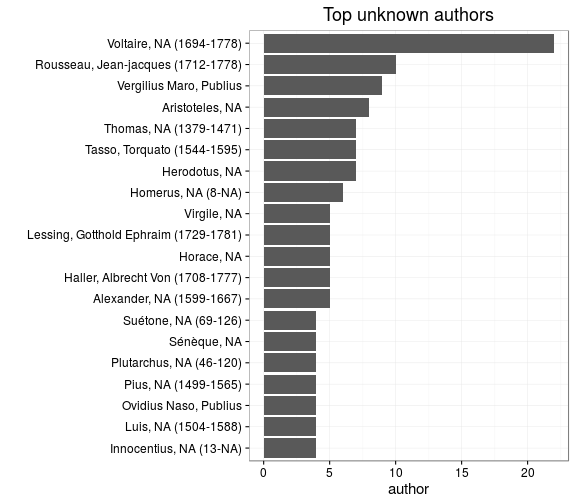 Top unknown authors
Voltaire, NA (1694-1778)
Rousseau, Jean-jacques (1712-1778)
Vergilius Maro, Publius
Aristoteles, NA
Thomas, NA (1379-1471)
Tasso, Torquato (1544-1595)
Herodotus, NA
Homerus, NA (8-NA)
Virgile, NA
Lessing, Gotthold Ephraim (1729-1781)
Horace, NA
Haller, Albrecht Von (1708-1777)
Alexander, NA (1599-1667)
Suétone, NA (69-126)
Sénèque, NA
Plutarchus, NA (46-120)
Pius, NA (1499-1565)
Ovidius Naso, Publius
Luis, NA (1504-1588)
Innocentius, NA (13-NA)
0 5 10 15 20
author